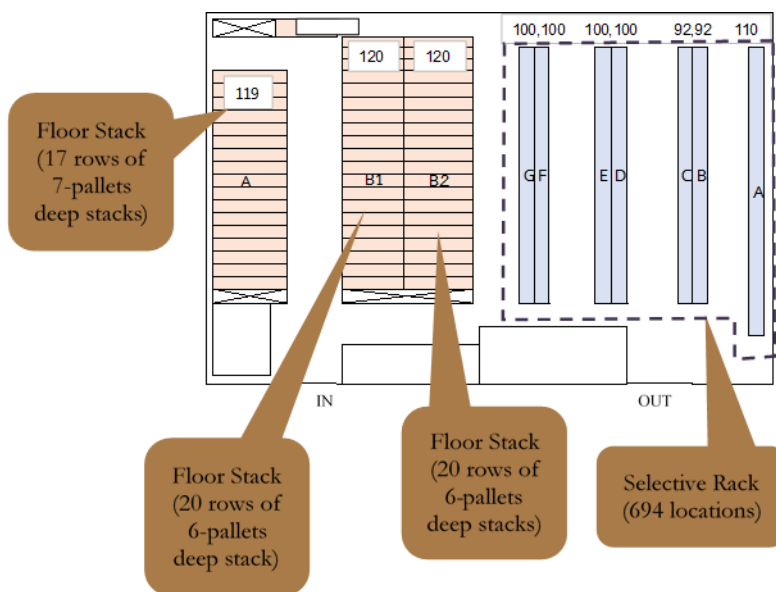 100,100 100,100 92,92 110
120 120
119
Floor Stack
(17 rows of
7-pallets
deep stacks)
A B1 B2 G F E D C B A
IN OUT
Floor Stack
(20 rows of
6-pallets
deep stack)
Floor Stack
(20 rows of
6-pallets
deep stacks)
Selective Rack
(694 locations)